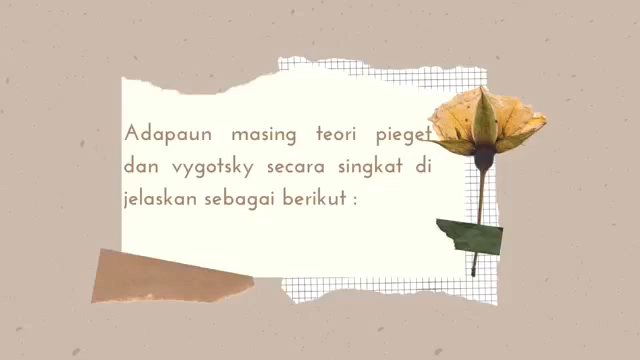 Adapaun masing teori pieget
dan vygotsky secara singkat di
jelaskan sebagai berikut :